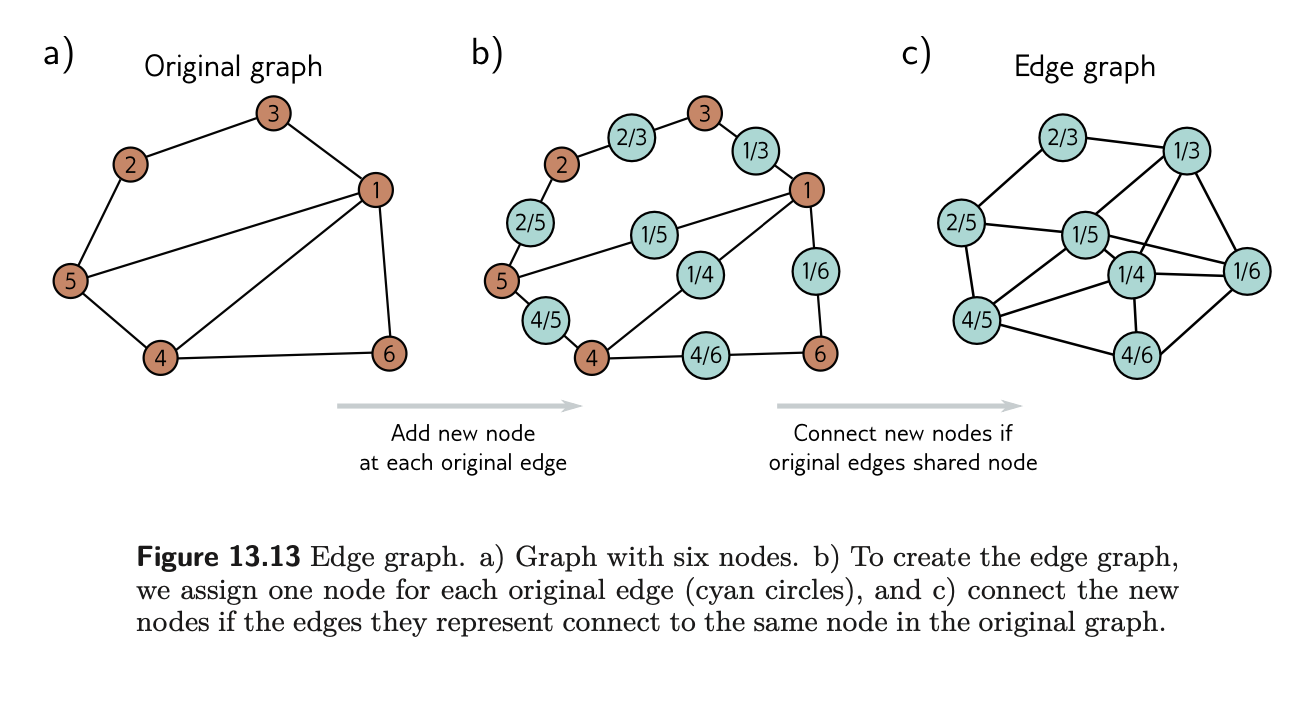 a)
Original graph
3
2
1
5
4
6
b)
3
2/3
1/3
2
1
2/5
1/5
5
1/4
1/6
4/5
4
4/6
6
c)
Edge graph
2/3
1/3
2/5
1/5
1/4
1/6
4/5
4/6
Add new node
at each original edge
Connect new nodes if
original edges shared node
Figure 13.13 Edge graph. a) Graph with six nodes. b) To create the edge graph,
we assign one node for each original edge (cyan circles), and c) connect the new
nodes if the edges they represent connect to the same node in the original graph.